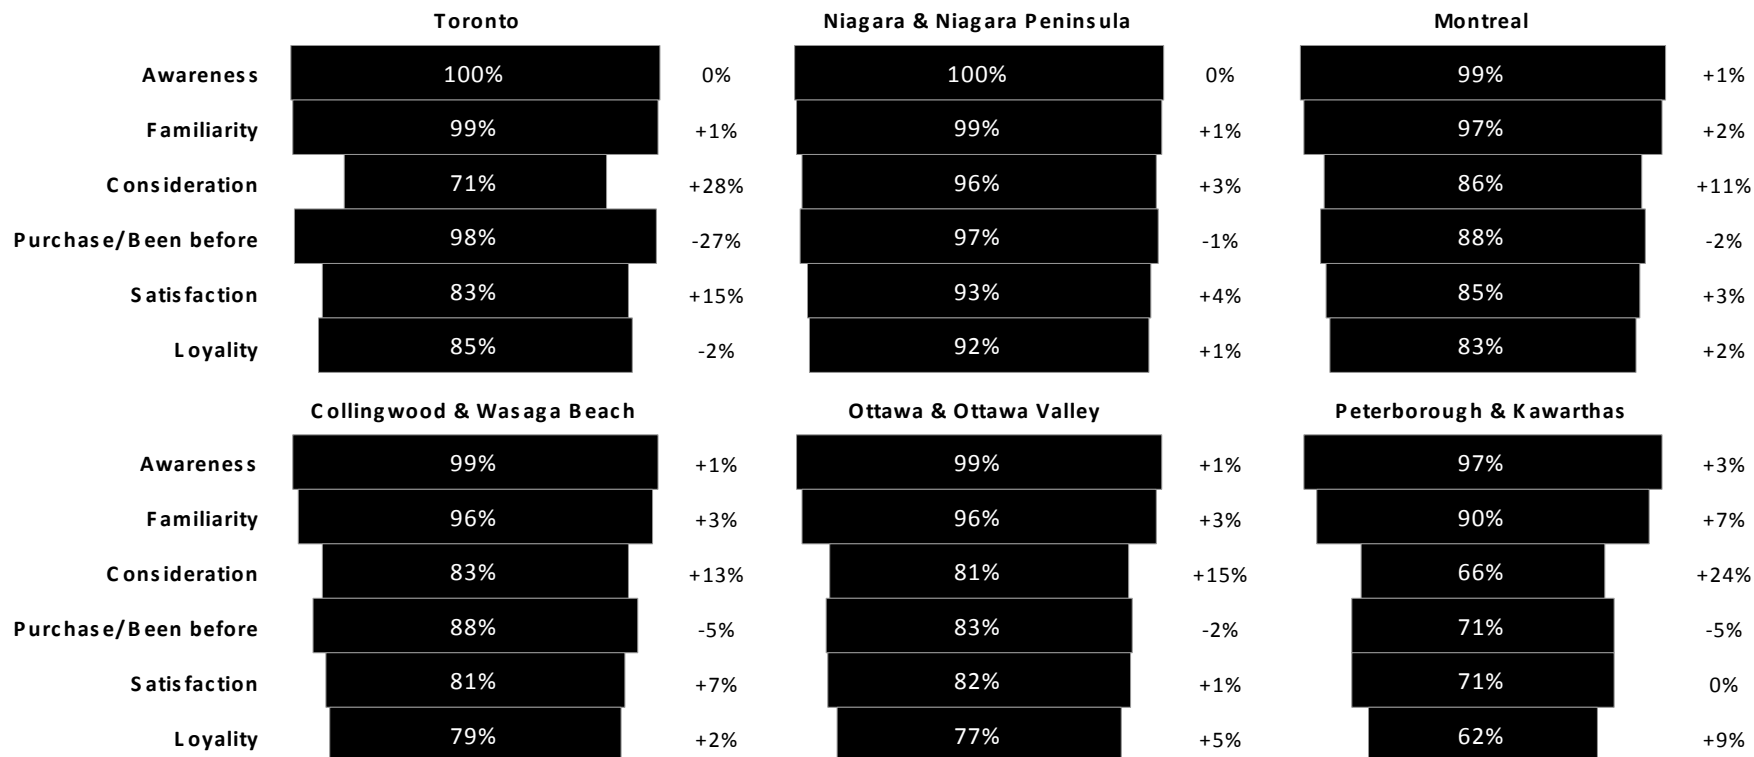 Toronto Niagara & Niagara Peninsula Montreal
Awareness 100% 0% 100% 0% 99% +1%
Familiarity 99% +1% 99% +1% 97% +2%
Consideration 71% +28% 96% +3% 86% +11%
Purchase/Been before 98% -27% 97% -1% 88% -2%
Satisfaction 83% +15% 93% +4% 85% +3%
Loyality 85% -2% 92% +1% 83% +2%
Collingwood & Wasaga Beach Ottawa & Ottawa Valley Peterborough & Kawarthas
Awareness 99% +1% 99% +1% 97% +3%
Familiarity 96% +3% 96% +3% 90% +7%
Consideration 83% +13% 81% +15% 66% +24%
Purchase/Been before 88% -5% 83% -2% 71% -5%
Satisfaction 81% +7% 82% +1% 71% 0%
Loyality 79% +2% 77% +5% 62% +9%